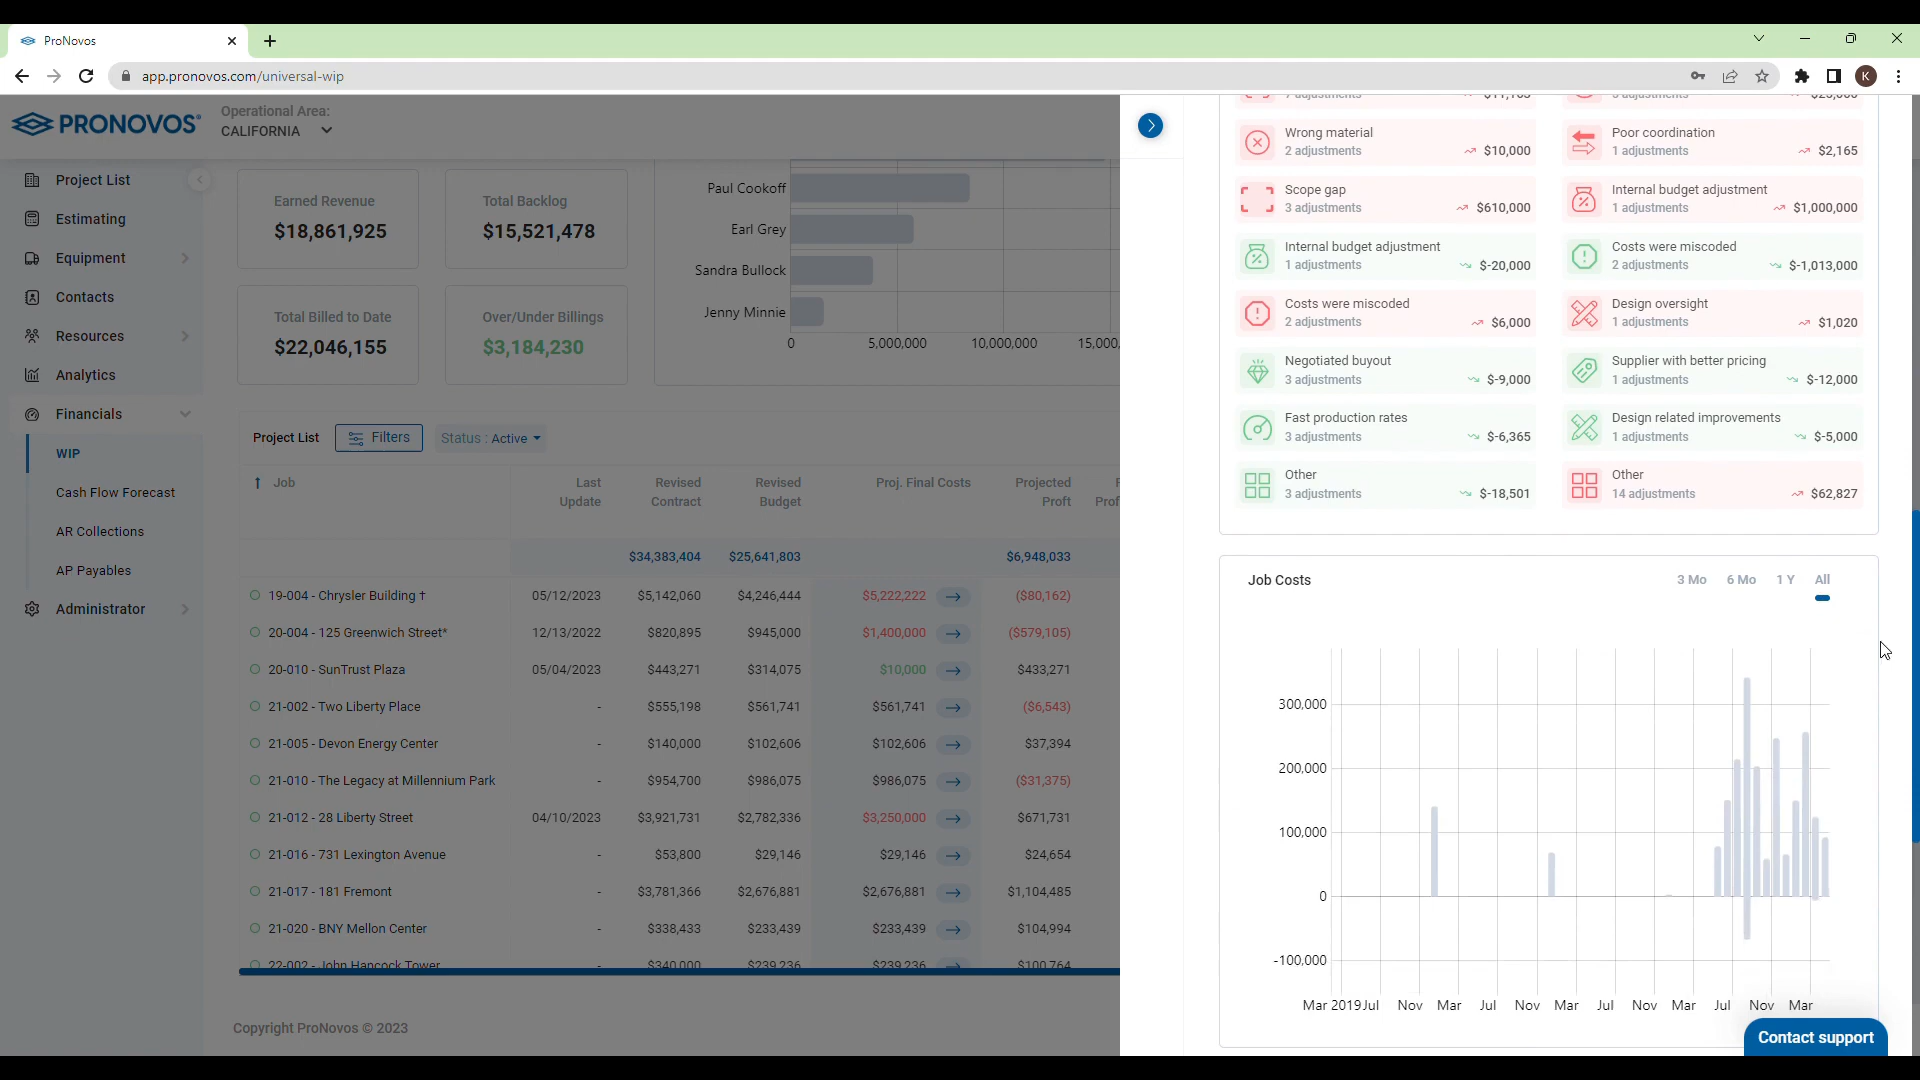 ProNovos
app.pronovos.com/universal-wip
K
PRONOVOS
Operational Area:
CALIFORNIA
Project List
Estimating
Equipment
Contacts
Resources
Analytics
Financials
WIP
Cash Flow Forecast
AR Collections
AP Payables
Administrator
Earned Revenue
$18,861,925
Total Backlog
$15,521,478
Total Billed to Date
$22,046,155
Over/Under Billings
$3,184,230
Paul Cookoff
Earl Grey
Sandra Bullock
Jenny Minnie
0 5,000,000 10,000,000 15,000,
Project List Filters Status : Active
Job Last Update Revised Contract Revised Budget Proj. Final Costs Projected Proft
$34,383,404 $25,641,803 $6,948,033
19-004 - Chrysler Building † 05/12/2023 $5,142,060 $4,246,444 $5,222,222 ($80,162)
20-004 - 125 Greenwich Street* 12/13/2022 $820,895 $945,000 $1,400,000 ($579,105)
20-010 - SunTrust Plaza 05/04/2023 $443,271 $314,075 $10,000 $433,271
21-002 - Two Liberty Place - $555,198 $561,741 $561,741 ($6,543)
21-005 - Devon Energy Center - $140,000 $102,606 $102,606 $37,394
21-010 - The Legacy at Millennium Park - $954,700 $986,075 $986,075 ($31,375)
21-012 - 28 Liberty Street 04/10/2023 $3,921,731 $2,782,336 $3,250,000 $671,731
21-016 - 731 Lexington Avenue - $53,800 $29,146 $29,146 $24,654
21-017 - 181 Fremont - $3,781,366 $2,676,881 $2,676,881 $1,104,485
21-020 - BNY Mellon Center - $338,433 $233,439 $233,439 $104,994
22-002 - John Hancock Tower - $340,000 $239,236 $239,236 $100,764
Copyright ProNovos © 2023
Wrong material
2 adjustments $10,000
Poor coordination
1 adjustments $2,165
Scope gap
3 adjustments $610,000
Internal budget adjustment
1 adjustments $1,000,000
Internal budget adjustment
1 adjustments $-20,000
Costs were miscoded
2 adjustments $-1,013,000
Costs were miscoded
2 adjustments $6,000
Design oversight
1 adjustments $1,020
Negotiated buyout
3 adjustments $-9,000
Supplier with better pricing
1 adjustments $-12,000
Fast production rates
3 adjustments $-6,365
Design related improvements
1 adjustments $-5,000
Other
3 adjustments $-18,501
Other
14 adjustments $62,827
Job Costs 3 Mo 6 Mo 1 Y All
300,000
200,000
100,000
0
-100,000
Mar 2019 Jul Nov Mar Jul Nov Mar Jul Nov Mar Jul Nov Mar
Contact support